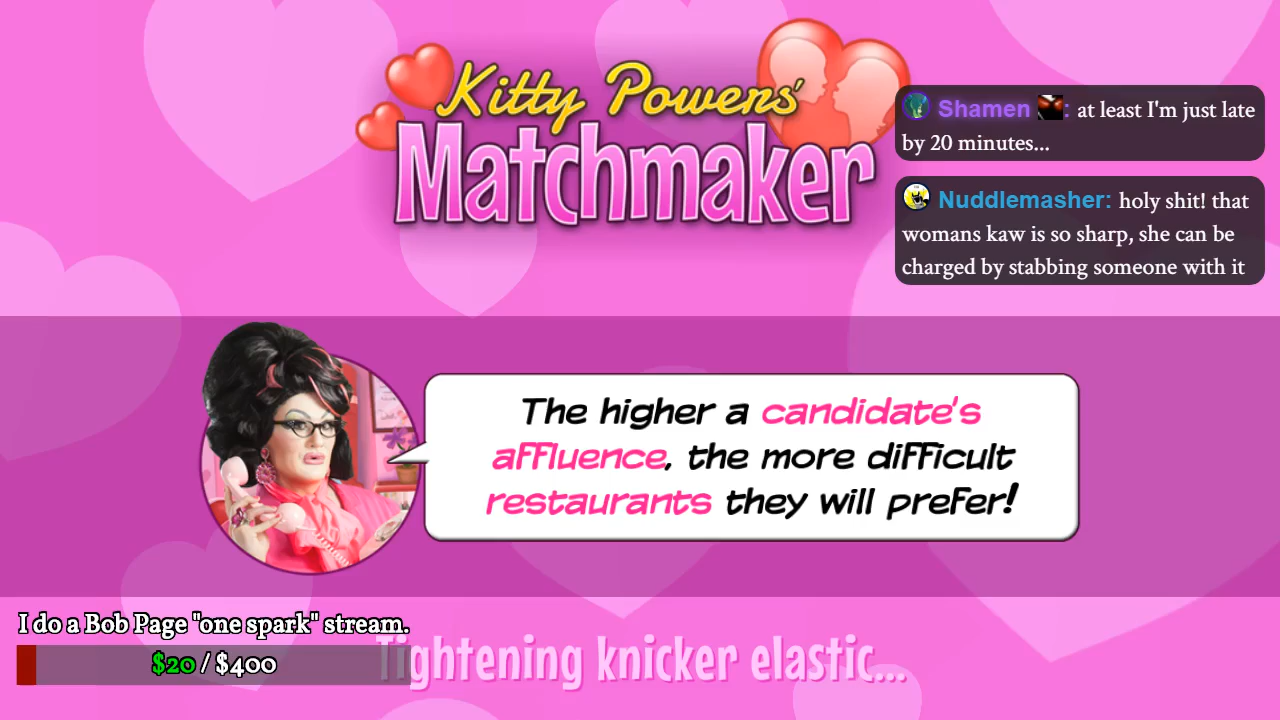 Kitty Powers'
Matchmaker
Shamen : at least I'm just late
by 20 minutes...
Nuddlemasher: holy shit! that
womans kaw is so sharp, she can be
charged by stabbing someone with it
The higher a candidate's
affluence, the more difficult
restaurants they will prefer!
I do a Bob Page "one spark" stream.
$20 / $400
Tightening knicker elastic...